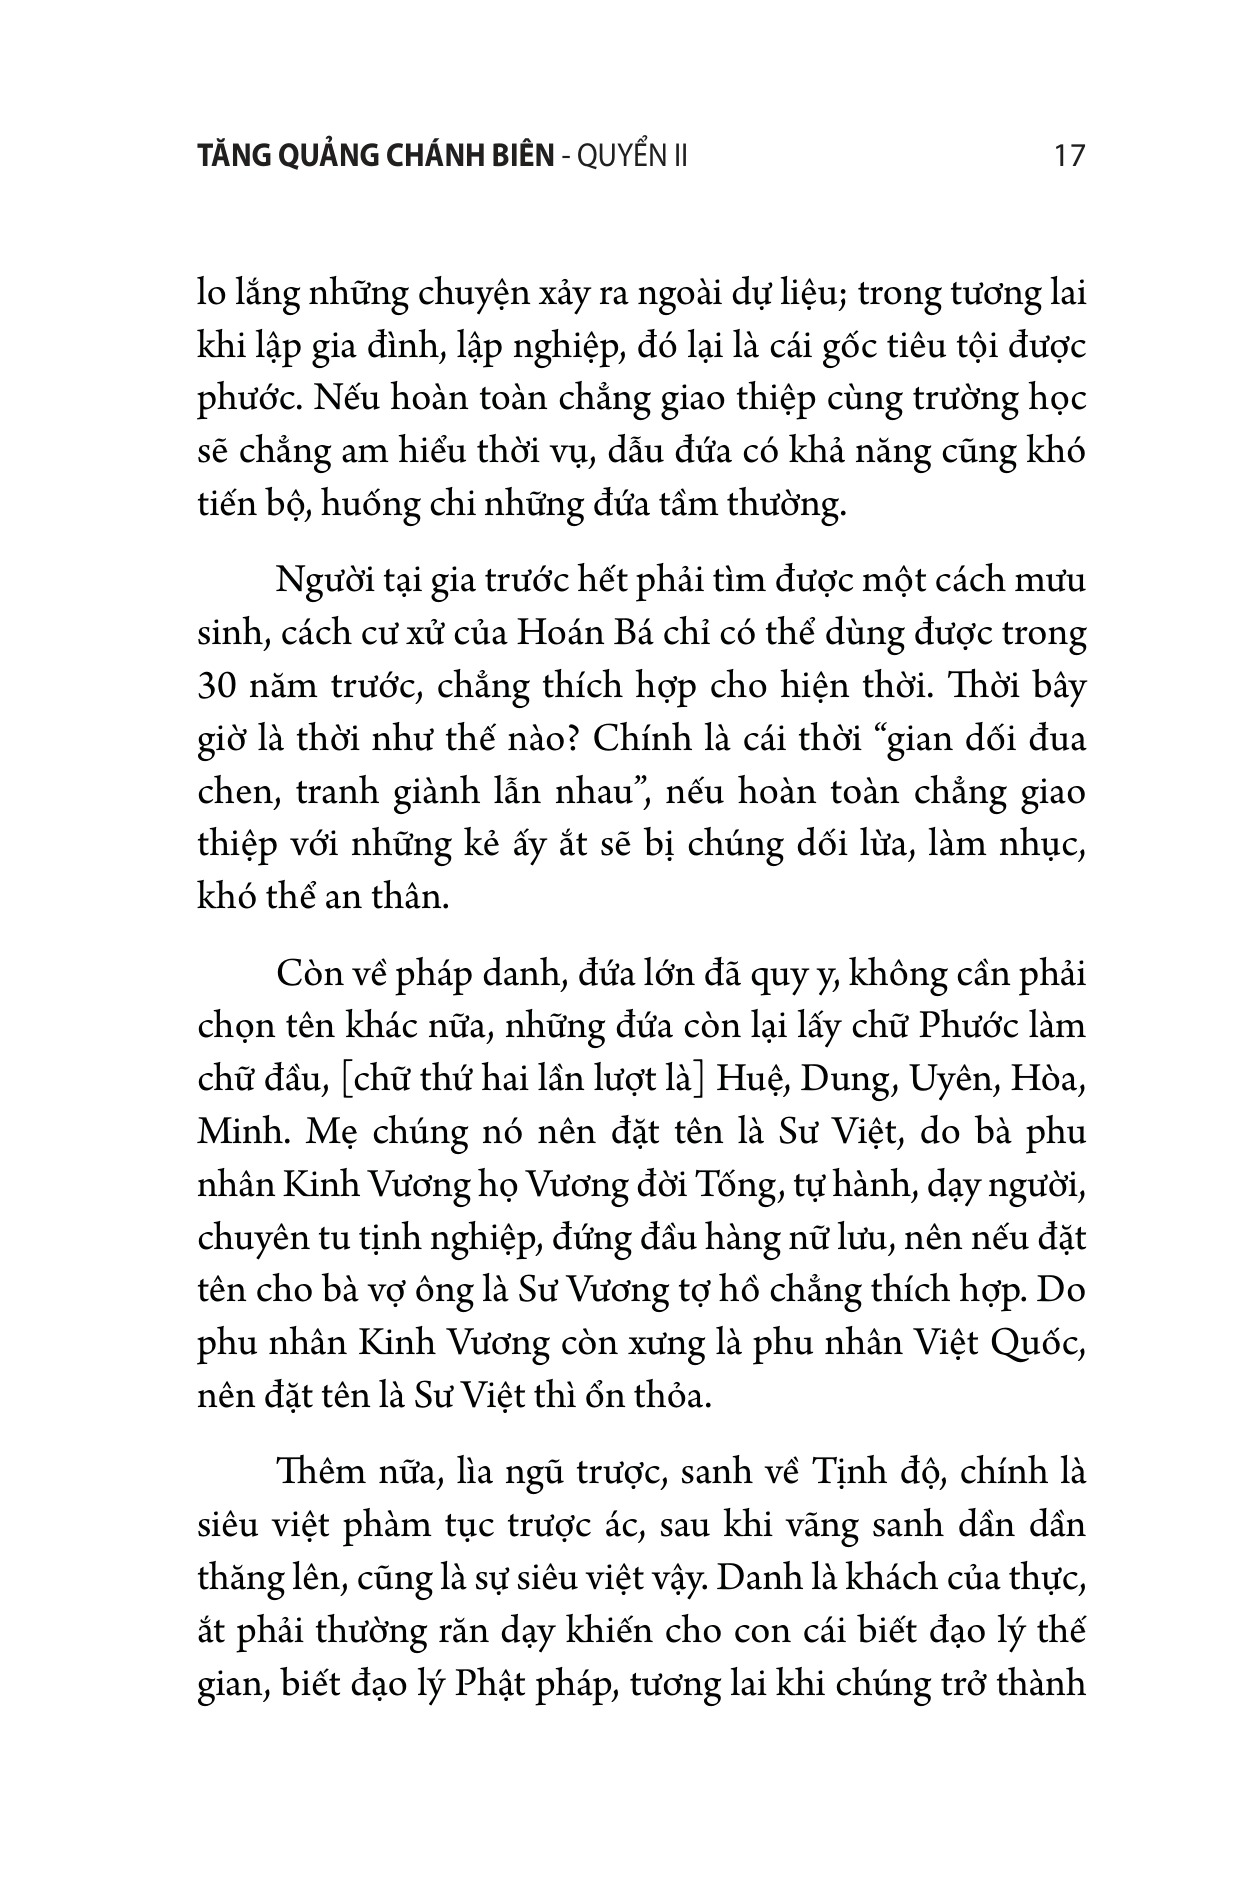 TĂNG QUẢNG CHÁNH BIÊN - QUYỂN II 17
lo lắng những chuyện xảy ra ngoài dự liệu; trong tương lai
khi lập gia đình, lập nghiệp, đó lại là cái gốc tiêu tội được
phước. Nếu hoàn toàn chẳng giao thiệp cùng trường học
sẽ chẳng am hiểu thời vụ, dẫu đứa có khả năng cũng khó
tiến bộ, huống chi những đứa tầm thường.
Người tại gia trước hết phải tìm được một cách mưu
sinh, cách cư xử của Hoán Bá chỉ có thể dùng được trong
30 năm trước, chẳng thích hợp cho hiện thời. Thời bây
giờ là thời như thế nào? Chính là cái thời “gian dối đua
chen, tranh giành lẫn nhau”, nếu hoàn toàn chẳng giao
thiệp với những kẻ ấy ắt sẽ bị chúng dối lừa, làm nhục,
khó thể an thân.
Còn về pháp danh, đứa lớn đã quy y, không cần phải
chọn tên khác nữa, những đứa còn lại lấy chữ Phước làm
chữ đầu, [chữ thứ hai lần lượt là] Huệ, Dung, Uyên, Hòa,
Minh. Mẹ chúng nó nên đặt tên là Sư Việt, do bà phu
nhân Kinh Vương họ Vương đời Tống, tự hành, dạy người,
chuyên tu tịnh nghiệp, đứng đầu hàng nữ lưu, nên nếu đặt
tên cho bà vợ ông là Sư Vương tợ hồ chẳng thích hợp. Do
phu nhân Kinh Vương còn xưng là phu nhân Việt Quốc,
nên đặt tên là Sư Việt thì ổn thỏa.
Thêm nữa, lìa ngũ trược, sanh về Tịnh độ, chính là
siêu việt phàm tục trược ác, sau khi vãng sanh dần dần
thăng lên, cũng là sự siêu việt vậy. Danh là khách của thực,
ắt phải thường răn dạy khiến cho con cái biết đạo lý thế
gian, biết đạo lý Phật pháp, tương lai khi chúng trở thành